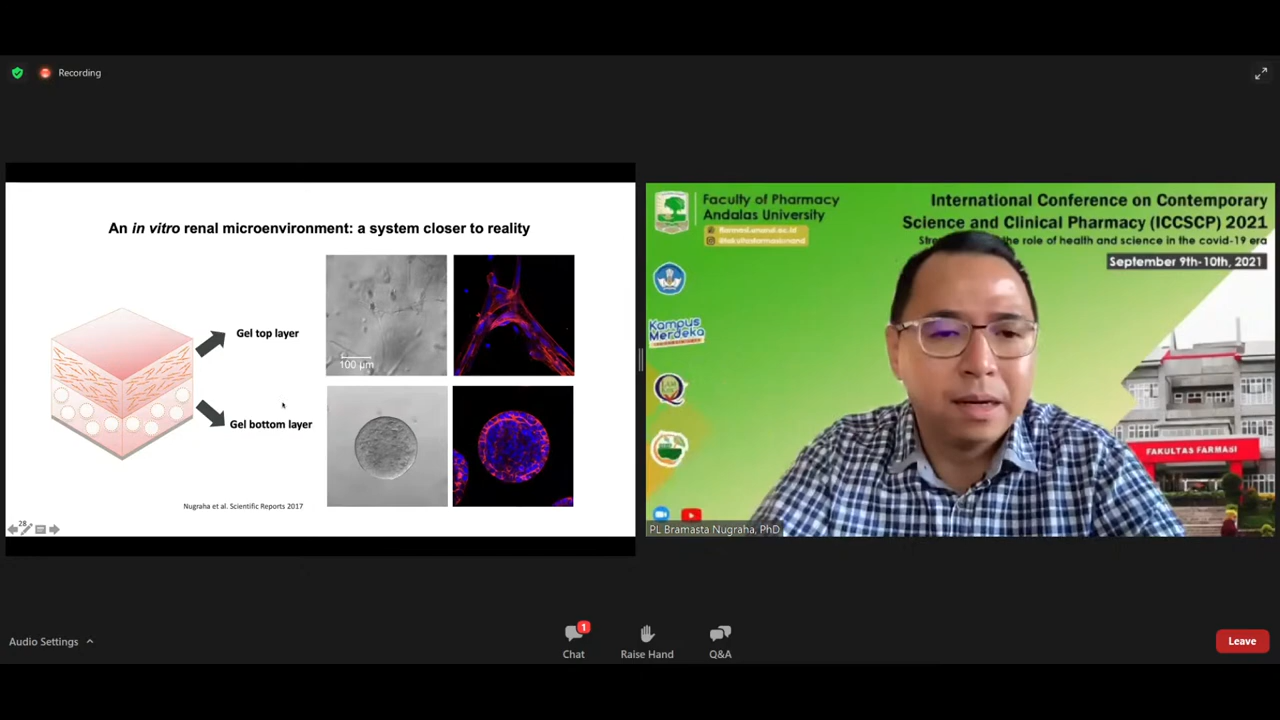 Recording
An in vitro renal microenvironment: a system closer to reality
Gel top layer
100 μm
Gel bottom layer
Nugraha et al. Scientific Reports 2017
28
Faculty of Pharmacy
Andalas University
International Conference on Contemporary
Science and Clinical Pharmacy (ICCSCP) 2021
the role of health and science in the covid-19 era
September 9th-10th, 2021
Kampus
Merdeka
FAKULTAS FARMASI
PL Bramasta Nugraha, PhD
Audio Settings
1
Chat
Raise Hand
Q&A
Leave